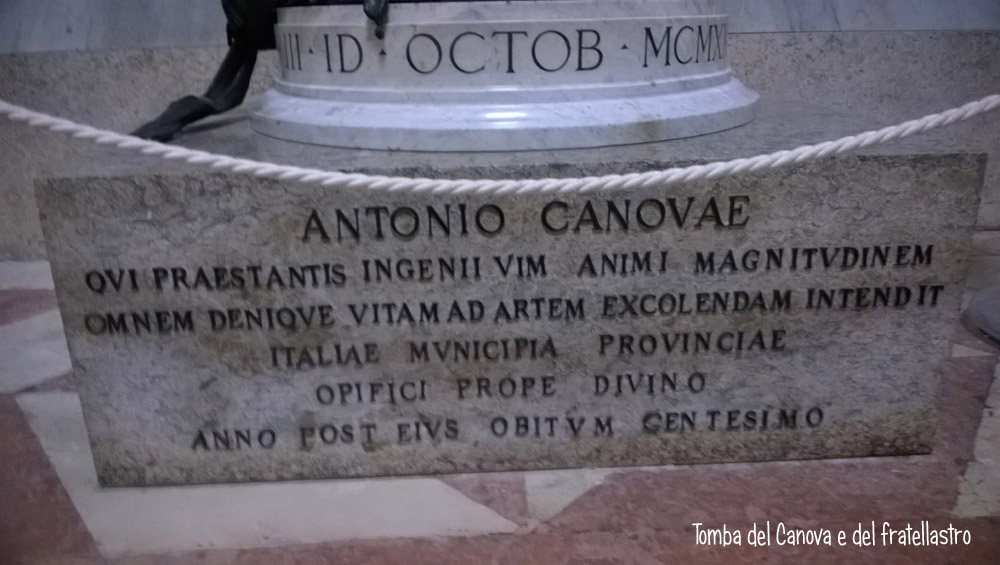 III · ID · OCTOB · MCMX
ANTONIO CANOVAE
QVI PRAESTANTIS INGENII VIM ANIMI MAGNITVDINEM
OMNEM DENIQVE VITAM AD ARTEM EXCOLENDAM INTENDIT
ITALIAE MVNICIPIA PROVINCIAE
OPIFICI PROPE DIVINO
ANNO POST EIVS OBITVM CENTESIMO
Tomba del Canova e del fratellastro